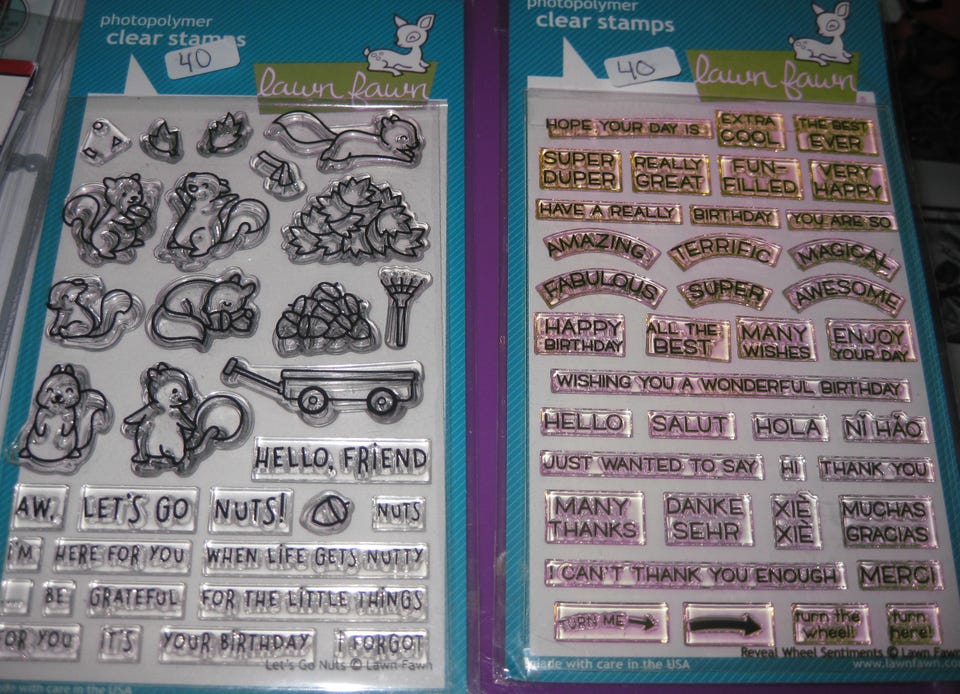 photopolymer
clear stamps
40
lawn fawn
HELLO, FRIEND
AW, LET'S GO NUTS! NUTS
I'M HERE FOR YOU WHEN LIFE GETS NUTTY
BE GRATEFUL FOR THE LITTLE THINGS
FOR YOU IT'S YOUR BIRTHDAY I FORGOT
Let's Go Nuts © Lawn Fawn
made with care in the USA
photopolymer
clear stamps
40
lawn fawn
HOPE YOUR DAY IS EXTRA COOL THE BEST EVER
SUPER DUPER REALLY GREAT FUN-FILLED VERY HAPPY
HAVE A REALLY BIRTHDAY YOU ARE SO
AMAZING TERRIFIC MAGICAL
FABULOUS SUPER AWESOME
HAPPY BIRTHDAY ALL THE BEST MANY WISHES ENJOY YOUR DAY
WISHING YOU A WONDERFUL BIRTHDAY
HELLO SALUT HOLA NǏ HǍO
JUST WANTED TO SAY HI THANK YOU
MANY THANKS DANKE SEHR XIÈ XIÈ MUCHAS GRACIAS
I CAN'T THANK YOU ENOUGH MERCI
TURN ME turn the wheel! turn here!
Reveal Wheel Sentiments © Lawn Fawn
made with care in the USA www.lawnfawn